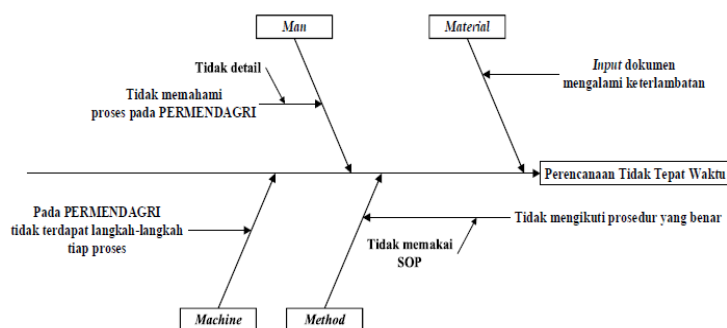 Man
Material
Tidak detail
Input dokumen
mengalami keterlambatan
Tidak memahami
proses pada PERMENDAGRI
Perencanaan Tidak Tepat Waktu
Pada PERMENDAGRI
tidak terdapat langkah-langkah
tiap proses
Tidak mengikuti prosedur yang benar
Tidak memakai
SOP
Machine
Method